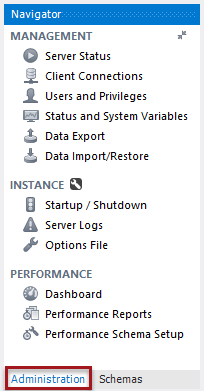 Navigator
MANAGEMENT
Server Status
Client Connections
Users and Privileges
Status and System Variables
Data Export
Data Import/Restore
INSTANCE
Startup / Shutdown
Server Logs
Options File
PERFORMANCE
Dashboard
Performance Reports
Performance Schema Setup
Administration Schemas